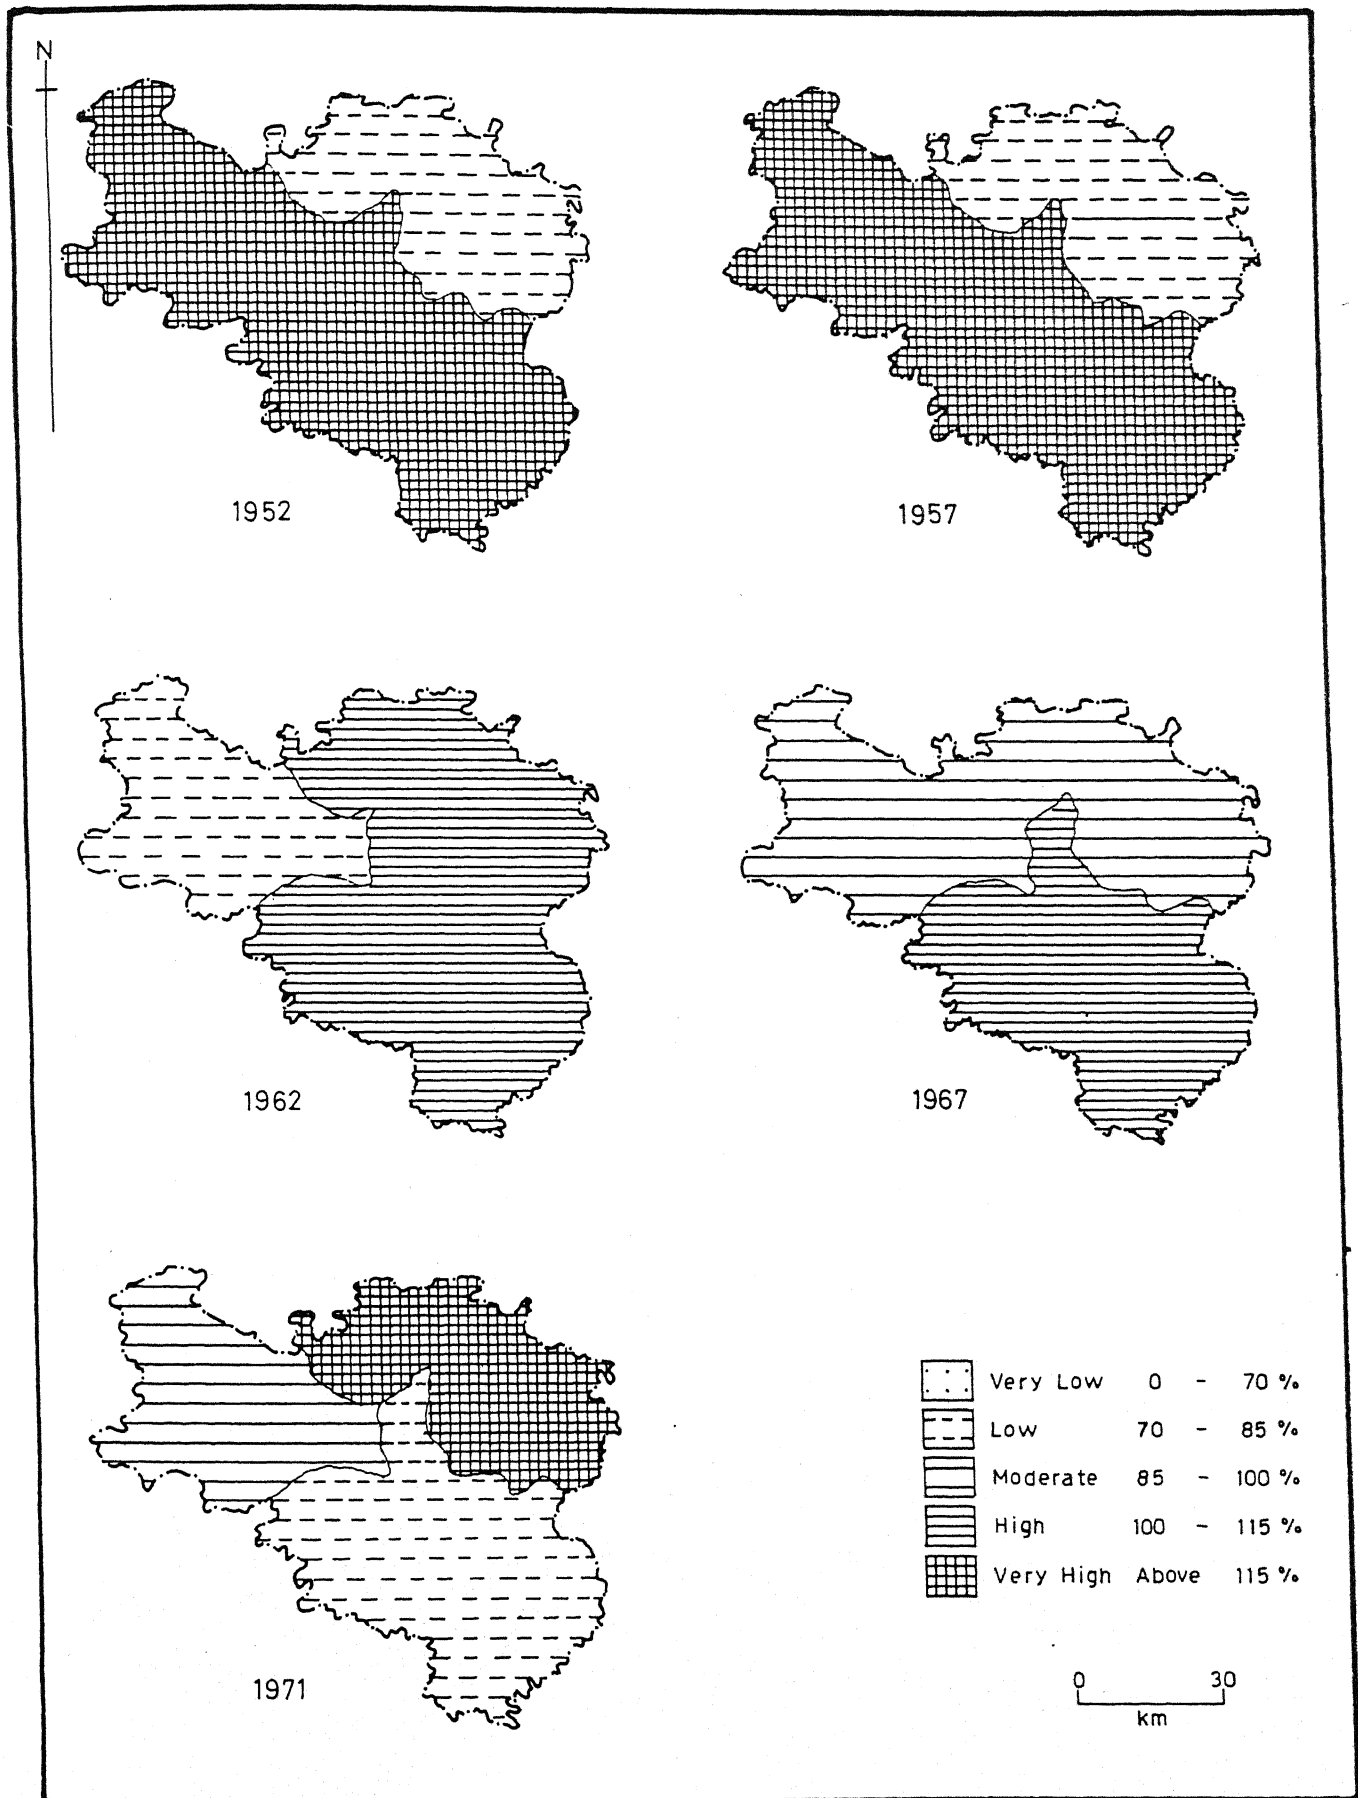 N
1952
1957
1962
1967
1971
Very Low 0 - 70 %
Low 70 - 85 %
Moderate 85 - 100 %
High 100 - 115 %
Very High Above 115 %
0 30
km